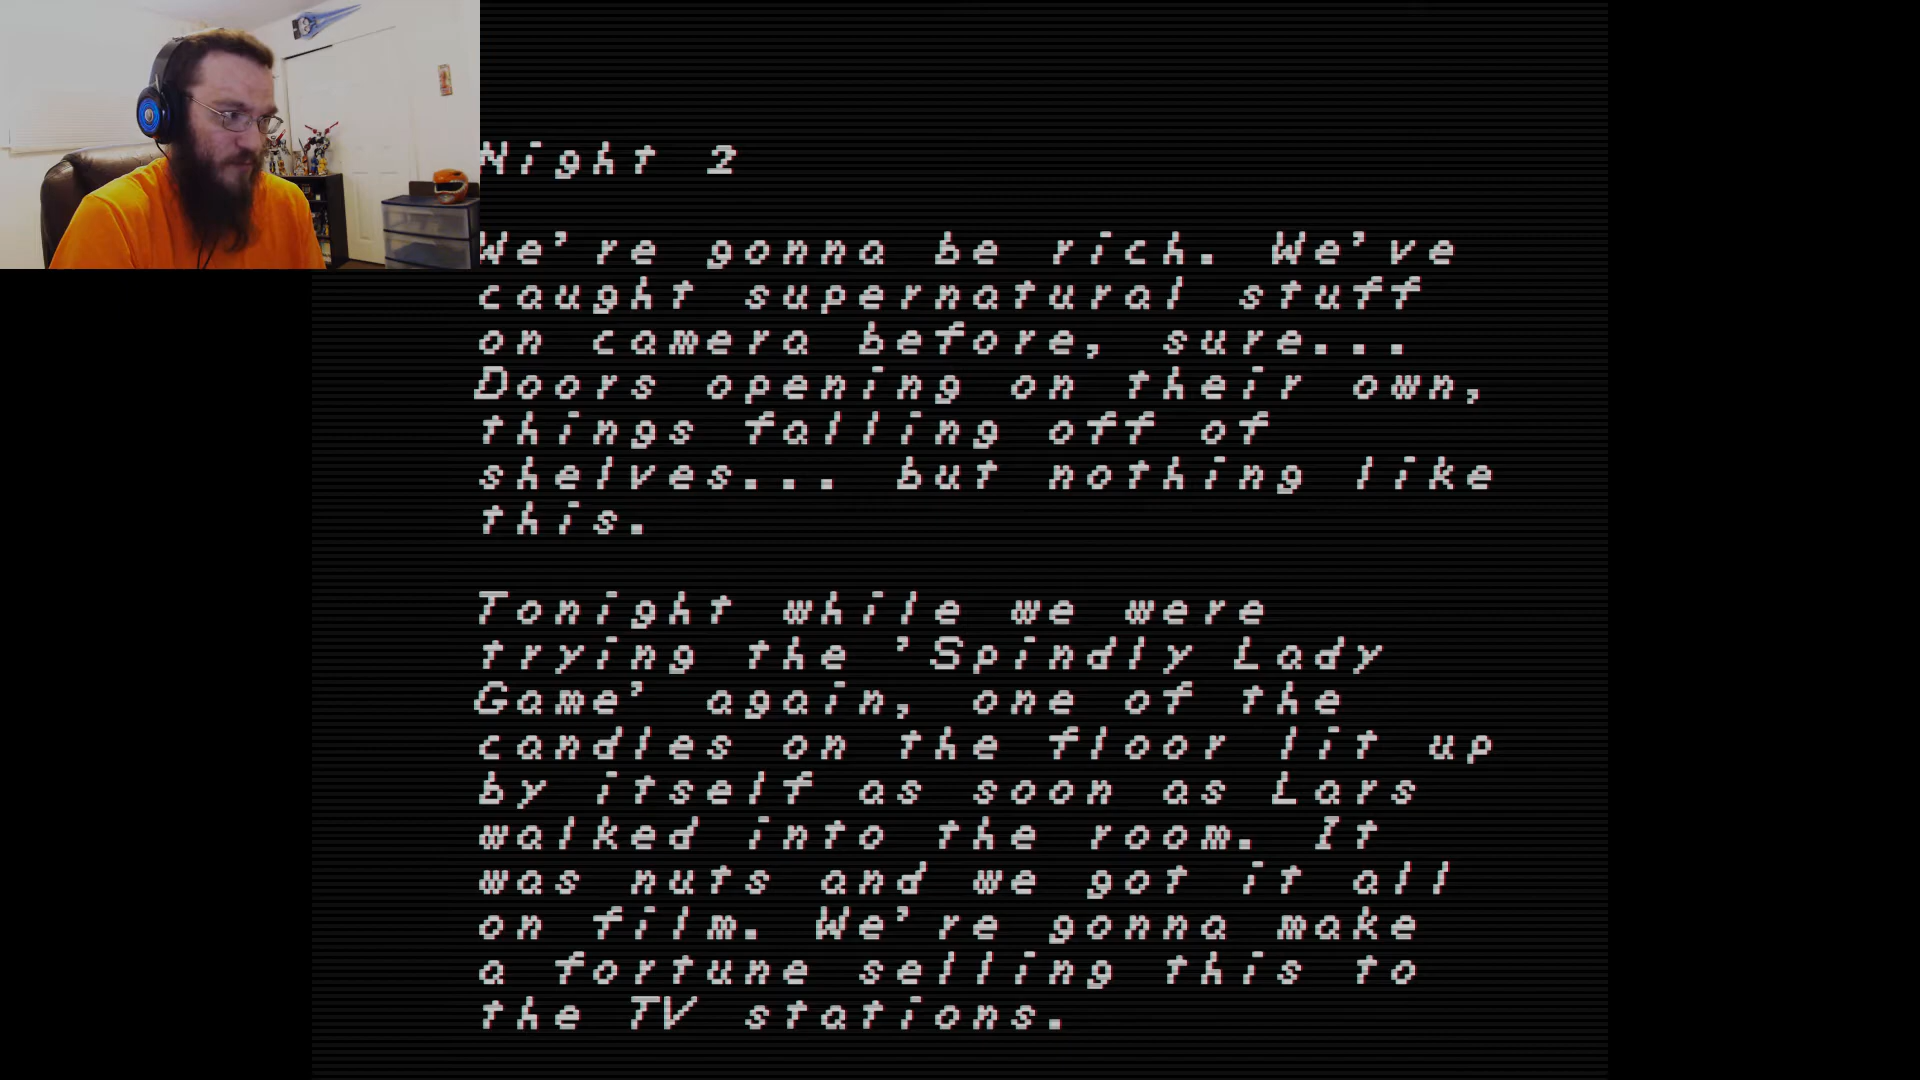 Night 2
We're gonna be rich. We've
caught supernatural stuff
on camera before, sure...
Doors opening on their own,
things falling off of
shelves... but nothing like
this.
Tonight while we were
trying the 'Spindly Lady
Game' again, one of the
candles on the floor lit up
by itself as soon as Lars
walked into the room. It
was nuts and we got it all
on film. We're gonna make
a fortune selling this to
the TV stations.